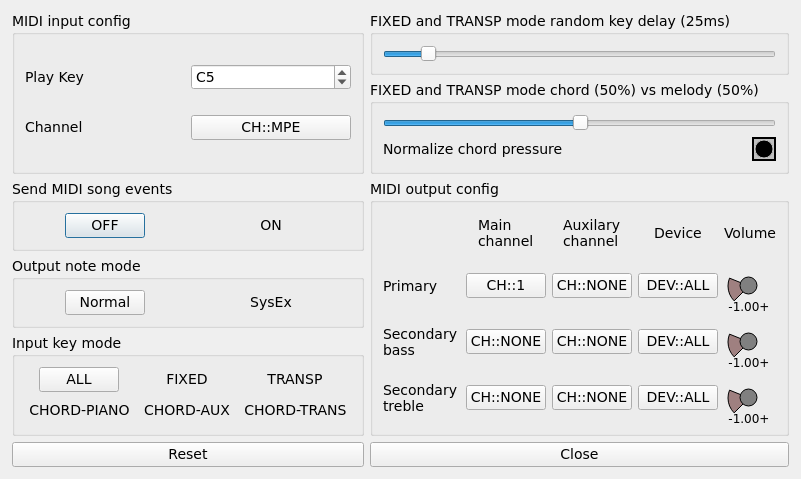 MIDI input config
Play Key
C5
Channel
CH::MPE
Send MIDI song events
OFF
ON
Output note mode
Normal
SysEx
Input key mode
ALL
FIXED
TRANSP
CHORD-PIANO
CHORD-AUX
CHORD-TRANS
Reset
FIXED and TRANSP mode random key delay (25ms)
FIXED and TRANSP mode chord (50%) vs melody (50%)
Normalize chord pressure
MIDI output config
Main
channel
Auxilary
channel
Device
Volume
Primary
CH::1
CH::NONE
DEV::ALL
-1.00+
Secondary
bass
CH::NONE
CH::NONE
DEV::ALL
-1.00+
Secondary
treble
CH::NONE
CH::NONE
DEV::ALL
-1.00+
Close